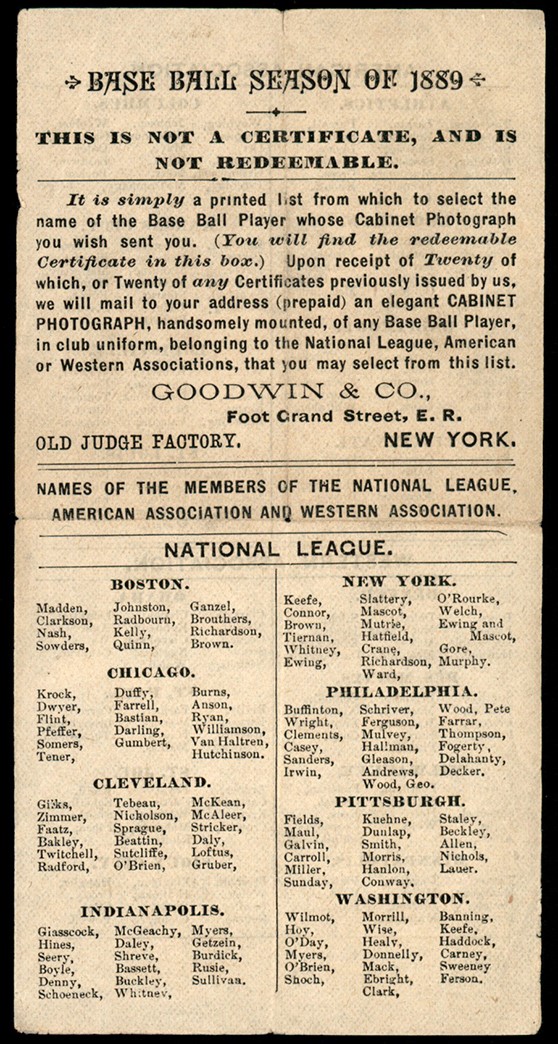 BASE BALL SEASON OF 1889
THIS IS NOT A CERTIFICATE, AND IS
NOT REDEEMABLE.
It is simply a printed list from which to select the
name of the Base Ball Player whose Cabinet Photograph
you wish sent you. (You will find the redeemable
Certificate in this box.) Upon receipt of Twenty of
which, or Twenty of any Certificates previously issued by us,
we will mail to your address (prepaid) an elegant CABINET
PHOTOGRAPH, handsomely mounted, of any Base Ball Player,
in club uniform, belonging to the National League, American
or Western Associations, that you may select from this list.
GOODWIN & CO.,
Foot Grand Street, E. R.
OLD JUDGE FACTORY. NEW YORK.
NAMES OF THE MEMBERS OF THE NATIONAL LEAGUE,
AMERICAN ASSOCIATION AND WESTERN ASSOCIATION.
NATIONAL LEAGUE.
BOSTON.
Madden, Johnston, Ganzel,
Clarkson, Radbourn, Brouthers,
Nash, Kelly, Richardson,
Sowders, Quinn, Brown.
CHICAGO.
Krock, Duffy, Burns,
Dwyer, Farrell, Anson,
Flint, Bastian, Ryan,
Pfeffer, Darling, Williamson,
Somers, Gumbert, Van Haltren,
Tener, Hutchinson.
CLEVELAND.
Gilks, Tebeau, McKean,
Zimmer, Nicholson, McAleer,
Faatz, Sprague, Stricker,
Bakley, Beattin, Daly,
Twitchell, Sutcliffe, Loftus,
Radford, O'Brien, Gruber,
INDIANAPOLIS.
Giasscock, McGeachy, Myers,
Hines, Daley, Getzein,
Seery, Shreve, Burdick,
Boyle, Bassett, Rusie,
Denny, Buckley, Sullivan.
Schoeneck, Whitney,
NEW YORK.
Keefe, Slattery, O'Rourke,
Connor, Mascot, Welch,
Brown, Mutrie, Ewing and
Tiernan, Hatfield, Mascot,
Whitney, Crane, Gore,
Ewing, Richardson, Murphy.
Ward,
PHILADELPHIA.
Buffinton, Schriver, Wood, Pete
Wright, Ferguson, Farrar,
Clements, Mulvey, Thompson,
Casey, Hallman, Fogerty,
Sanders, Gleason, Delahanty,
Irwin, Andrews, Decker.
Wood, Geo.
PITTSBURGH.
Fields, Kuehne, Staley,
Maul, Dunlap, Beckley,
Galvin, Smith, Allen,
Carroll, Morris, Nichols,
Miller, Hanlon, Lauer.
Sunday, Conway,
WASHINGTON.
Wilmot, Morrill, Banning,
Hoy, Wise, Keefe,
O'Day, Healy, Haddock,
Myers, Donnelly, Carney,
O'Brien, Mack, Sweeney
Shoch, Ebright, Ferson.
Clark,